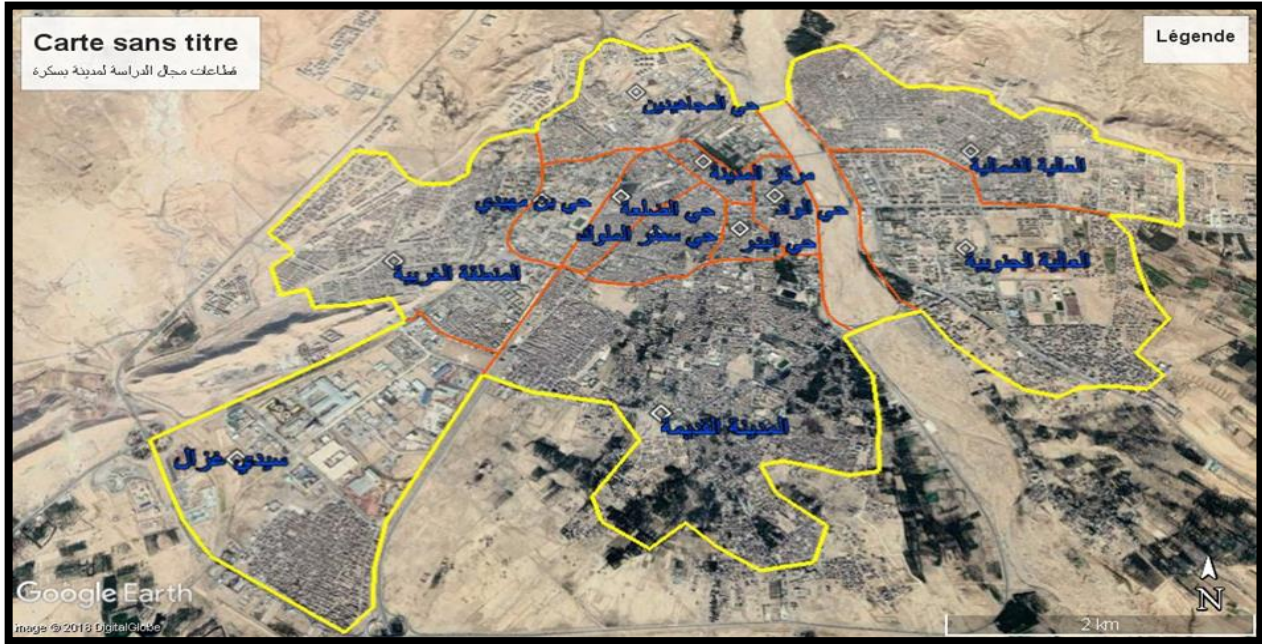 Carte sans titre
قطاعات مجال الدراسة لمدينة بسكرة
Légende
حي المجاهدين
مركز المدينة
العالية الشمالية
حي بن مهيدي
حي الضلعة
حي الواد
حي سطر الملوك
حي البدر
العالية الجنوبية
المنطقة الغربية
المدينة القديمة
سيدي غزال
Google Earth
Image © 2018 DigitalGlobe
N
2 km